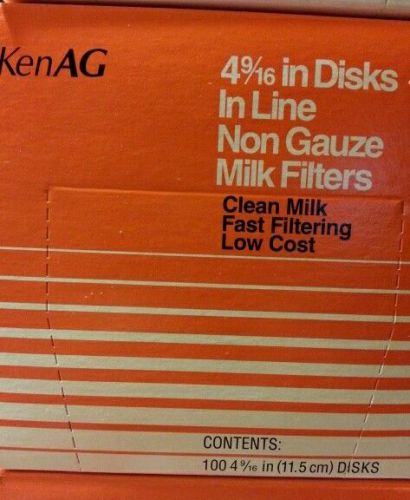 KenAG
4 9/16 in Disks
In Line
Non Gauze
Milk Filters
Clean Milk
Fast Filtering
Low Cost
CONTENTS:
100 4 9/16 in (11.5 cm) DISKS